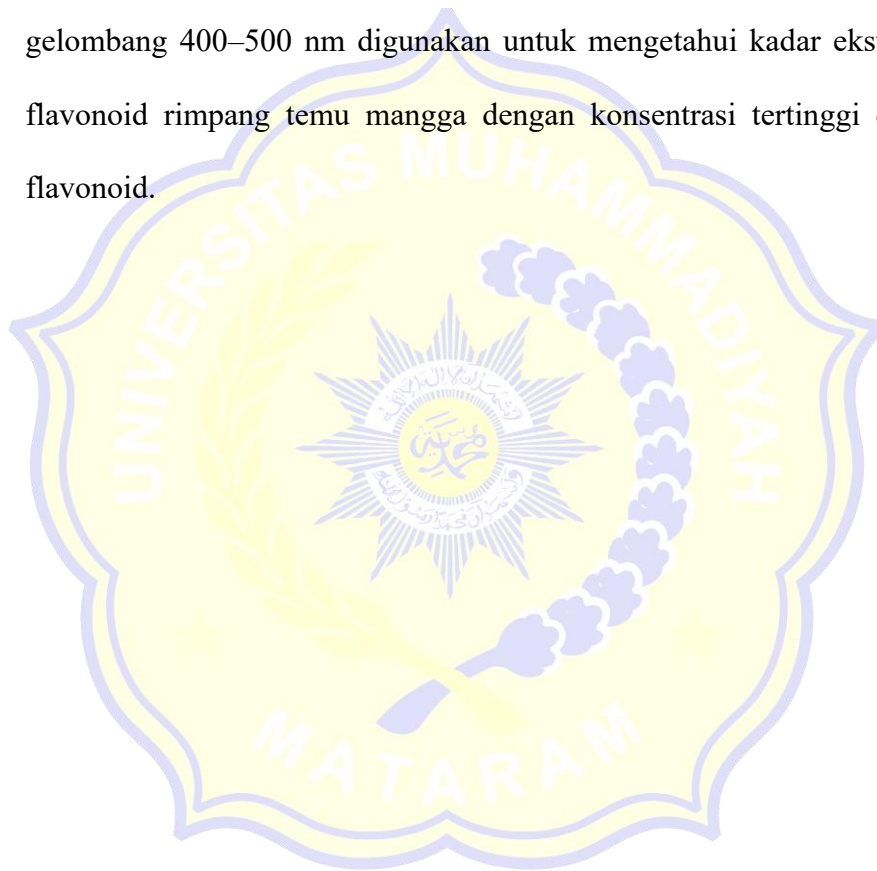 gelombang 400–500 nm digunakan untuk mengetahui kadar eks
flavonoid rimpang temu mangga dengan konsentrasi tertinggi
flavonoid.
UNIVERSITAS MUHAMMADIYAH
MATARAM